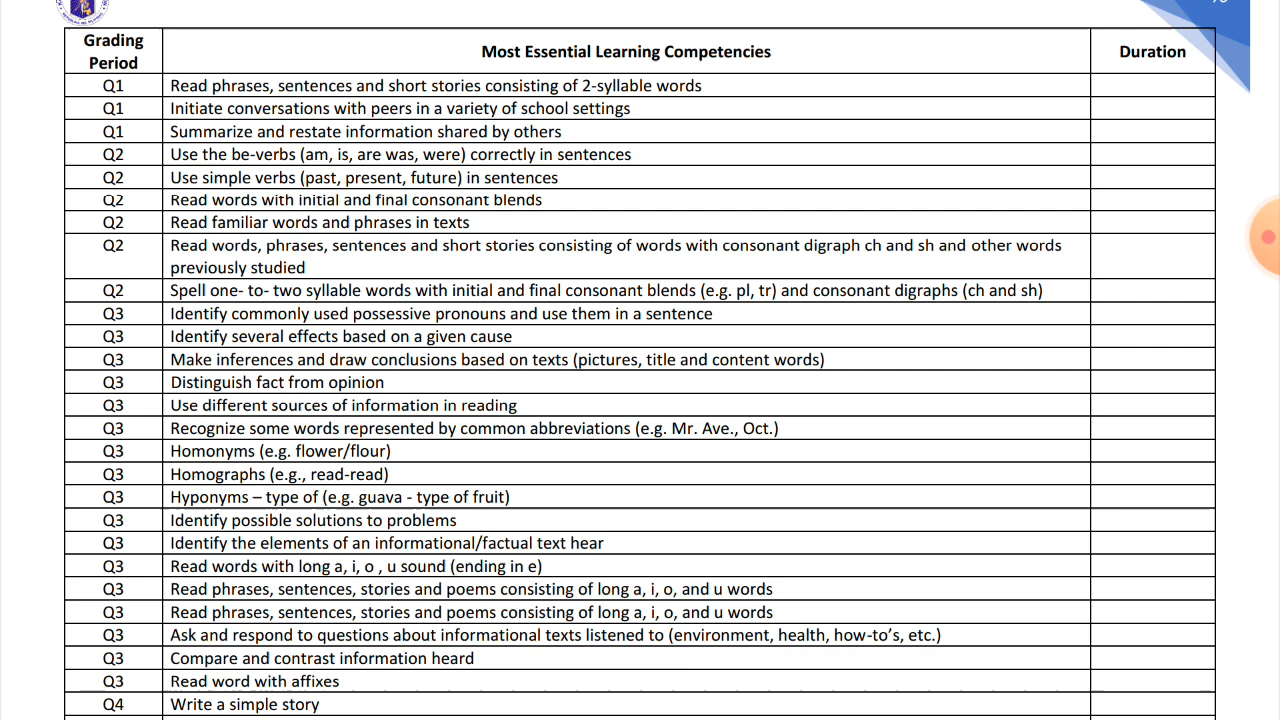 Grading Period
Most Essential Learning Competencies
Duration
Q1 Read phrases, sentences and short stories consisting of 2-syllable words
Q1 Initiate conversations with peers in a variety of school settings
Q1 Summarize and restate information shared by others
Q2 Use the be-verbs (am, is, are was, were) correctly in sentences
Q2 Use simple verbs (past, present, future) in sentences
Q2 Read words with initial and final consonant blends
Q2 Read familiar words and phrases in texts
Q2 Read words, phrases, sentences and short stories consisting of words with consonant digraph ch and sh and other words
previously studied
Q2 Spell one- to- two syllable words with initial and final consonant blends (e.g. pl, tr) and consonant digraphs (ch and sh)
Q3 Identify commonly used possessive pronouns and use them in a sentence
Q3 Identify several effects based on a given cause
Q3 Make inferences and draw conclusions based on texts (pictures, title and content words)
Q3 Distinguish fact from opinion
Q3 Use different sources of information in reading
Q3 Recognize some words represented by common abbreviations (e.g. Mr. Ave., Oct.)
Q3 Homonyms (e.g. flower/flour)
Q3 Homographs (e.g., read-read)
Q3 Hyponyms – type of (e.g. guava - type of fruit)
Q3 Identify possible solutions to problems
Q3 Identify the elements of an informational/factual text hear
Q3 Read words with long a, i, o , u sound (ending in e)
Q3 Read phrases, sentences, stories and poems consisting of long a, i, o, and u words
Q3 Read phrases, sentences, stories and poems consisting of long a, i, o, and u words
Q3 Ask and respond to questions about informational texts listened to (environment, health, how-to’s, etc.)
Q3 Compare and contrast information heard
Q3 Read word with affixes
Q4 Write a simple story